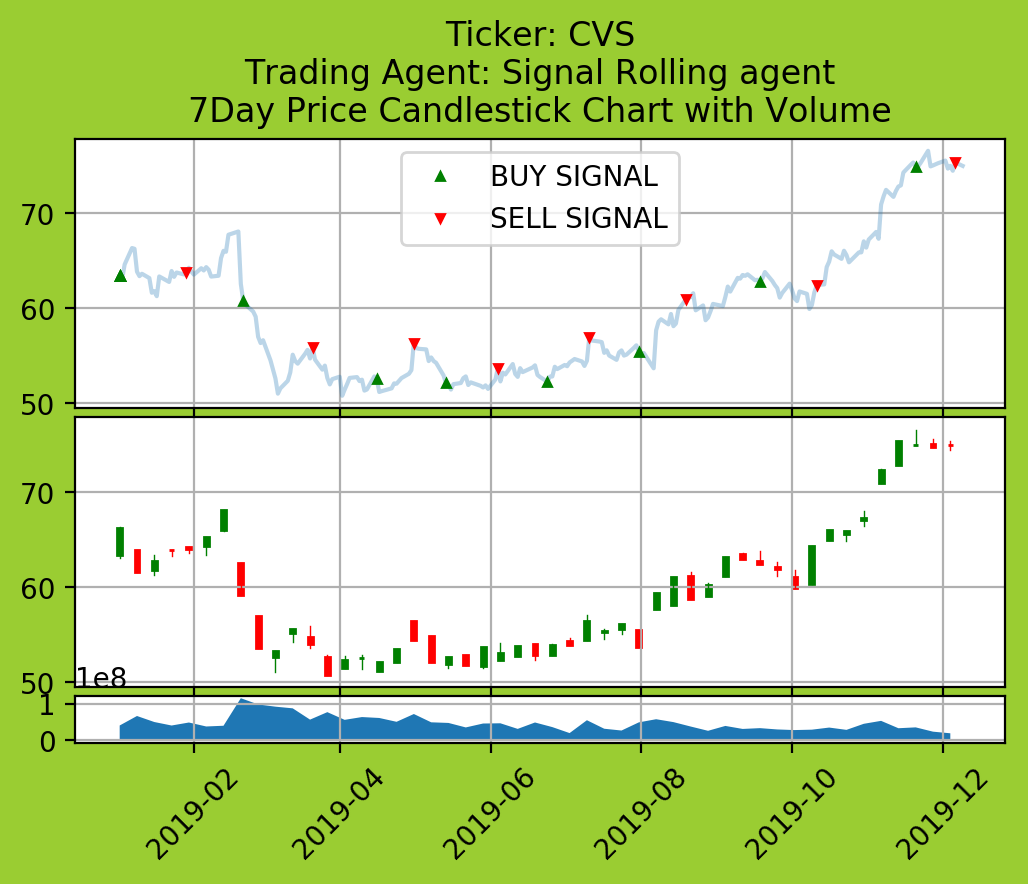 Ticker: CVS
Trading Agent: Signal Rolling agent
7Day Price Candlestick Chart with Volume
BUY SIGNAL
SELL SIGNAL
70
60
50
70
60
50
1e8
1
0
2019-02
2019-04
2019-06
2019-08
2019-10
2019-12